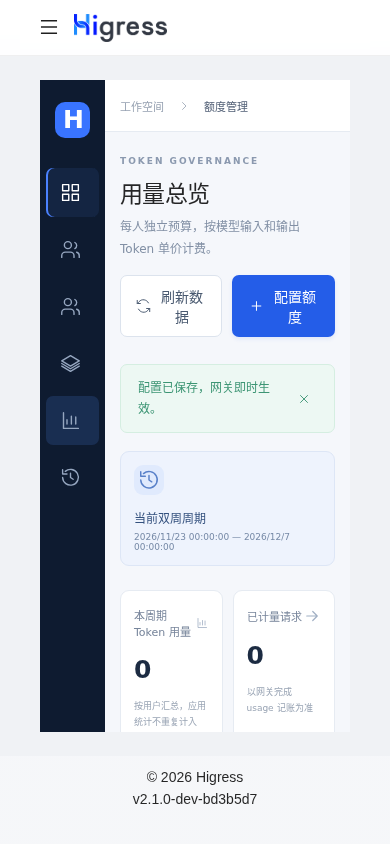 Higress
H
工作空间 额度管理
TOKEN GOVERNANCE
用量总览
每人独立预算，按模型输入和输出
Token 单价计费。
刷新数
据
配置额
度
配置已保存，网关即时生
效。
当前双周周期
2026/11/23 00:00:00 — 2026/12/7
00:00:00
本周期
Token 用量
0
按用户汇总，应用
统计不重复计入
已计量请求
0
以网关完成
usage 记账为准
© 2026 Higress
v2.1.0-dev-bd3b5d7